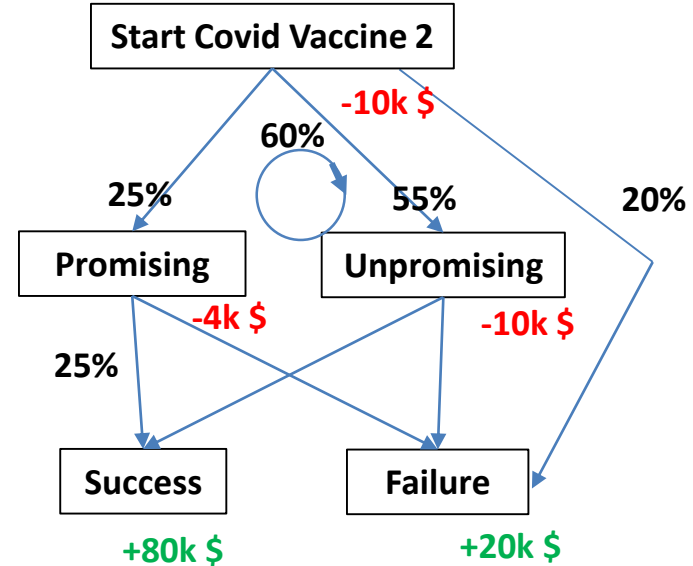 Start Covid Vaccine 2
-10k $
60%
25%
55%
20%
Promising
Unpromising
-4k $
-10k $
25%
Success
Failure
+80k $
+20k $